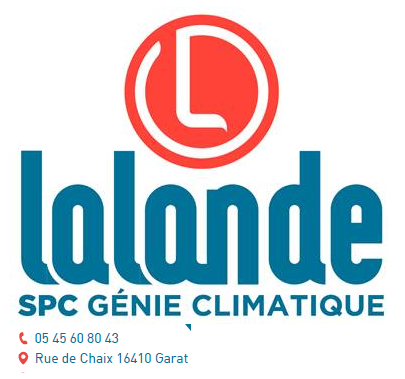 L
lalande
SPC GÉNIE CLIMATIQUE
05 45 60 80 43
Rue de Chaix 16410 Garat